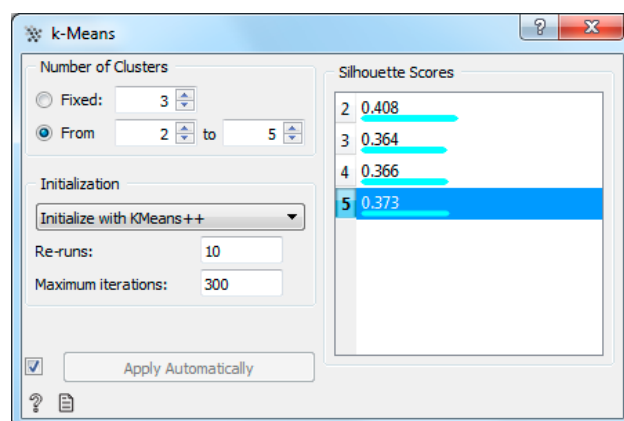 k-Means
Number of Clusters
Fixed: 3
From 2 to 5
Initialization
Initialize with KMeans++
Re-runs: 10
Maximum iterations: 300
Apply Automatically
Silhouette Scores
2 0.408
3 0.364
4 0.366
5 0.373